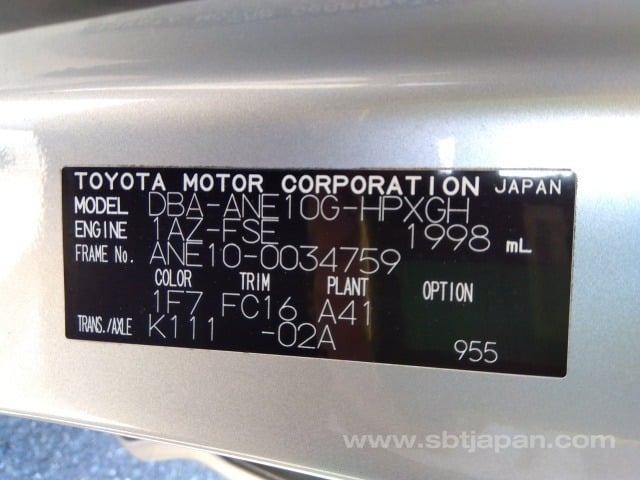 TOYOTA MOTOR CORPORATION JAPAN
MODEL DBA-ANE10G-HPXGH
ENGINE 1AZ-FSE 1998 mL
FRAME No. ANE10-0034759
COLOR TRIM PLANT OPTION
1F7 FC16 A41
TRANS./AXLE K111 -02A
955
www.sbtjapan.com